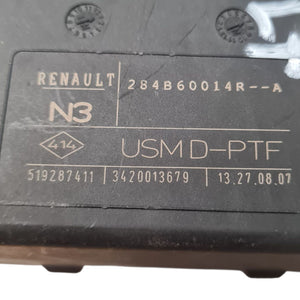 RENAULT 284B60014R--A
N3
414 USM D-PTF
519287411 3420013679 13.27.08.07